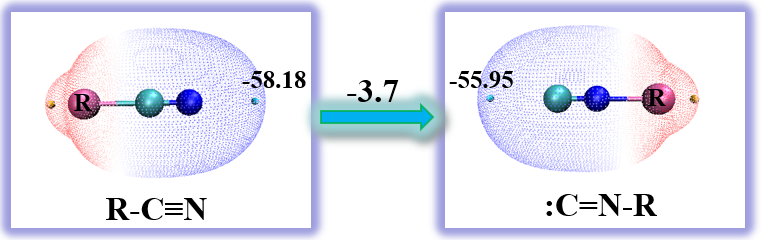 -58.18
R
-3.7
-55.95
R
R-C≡N
:C=N-R